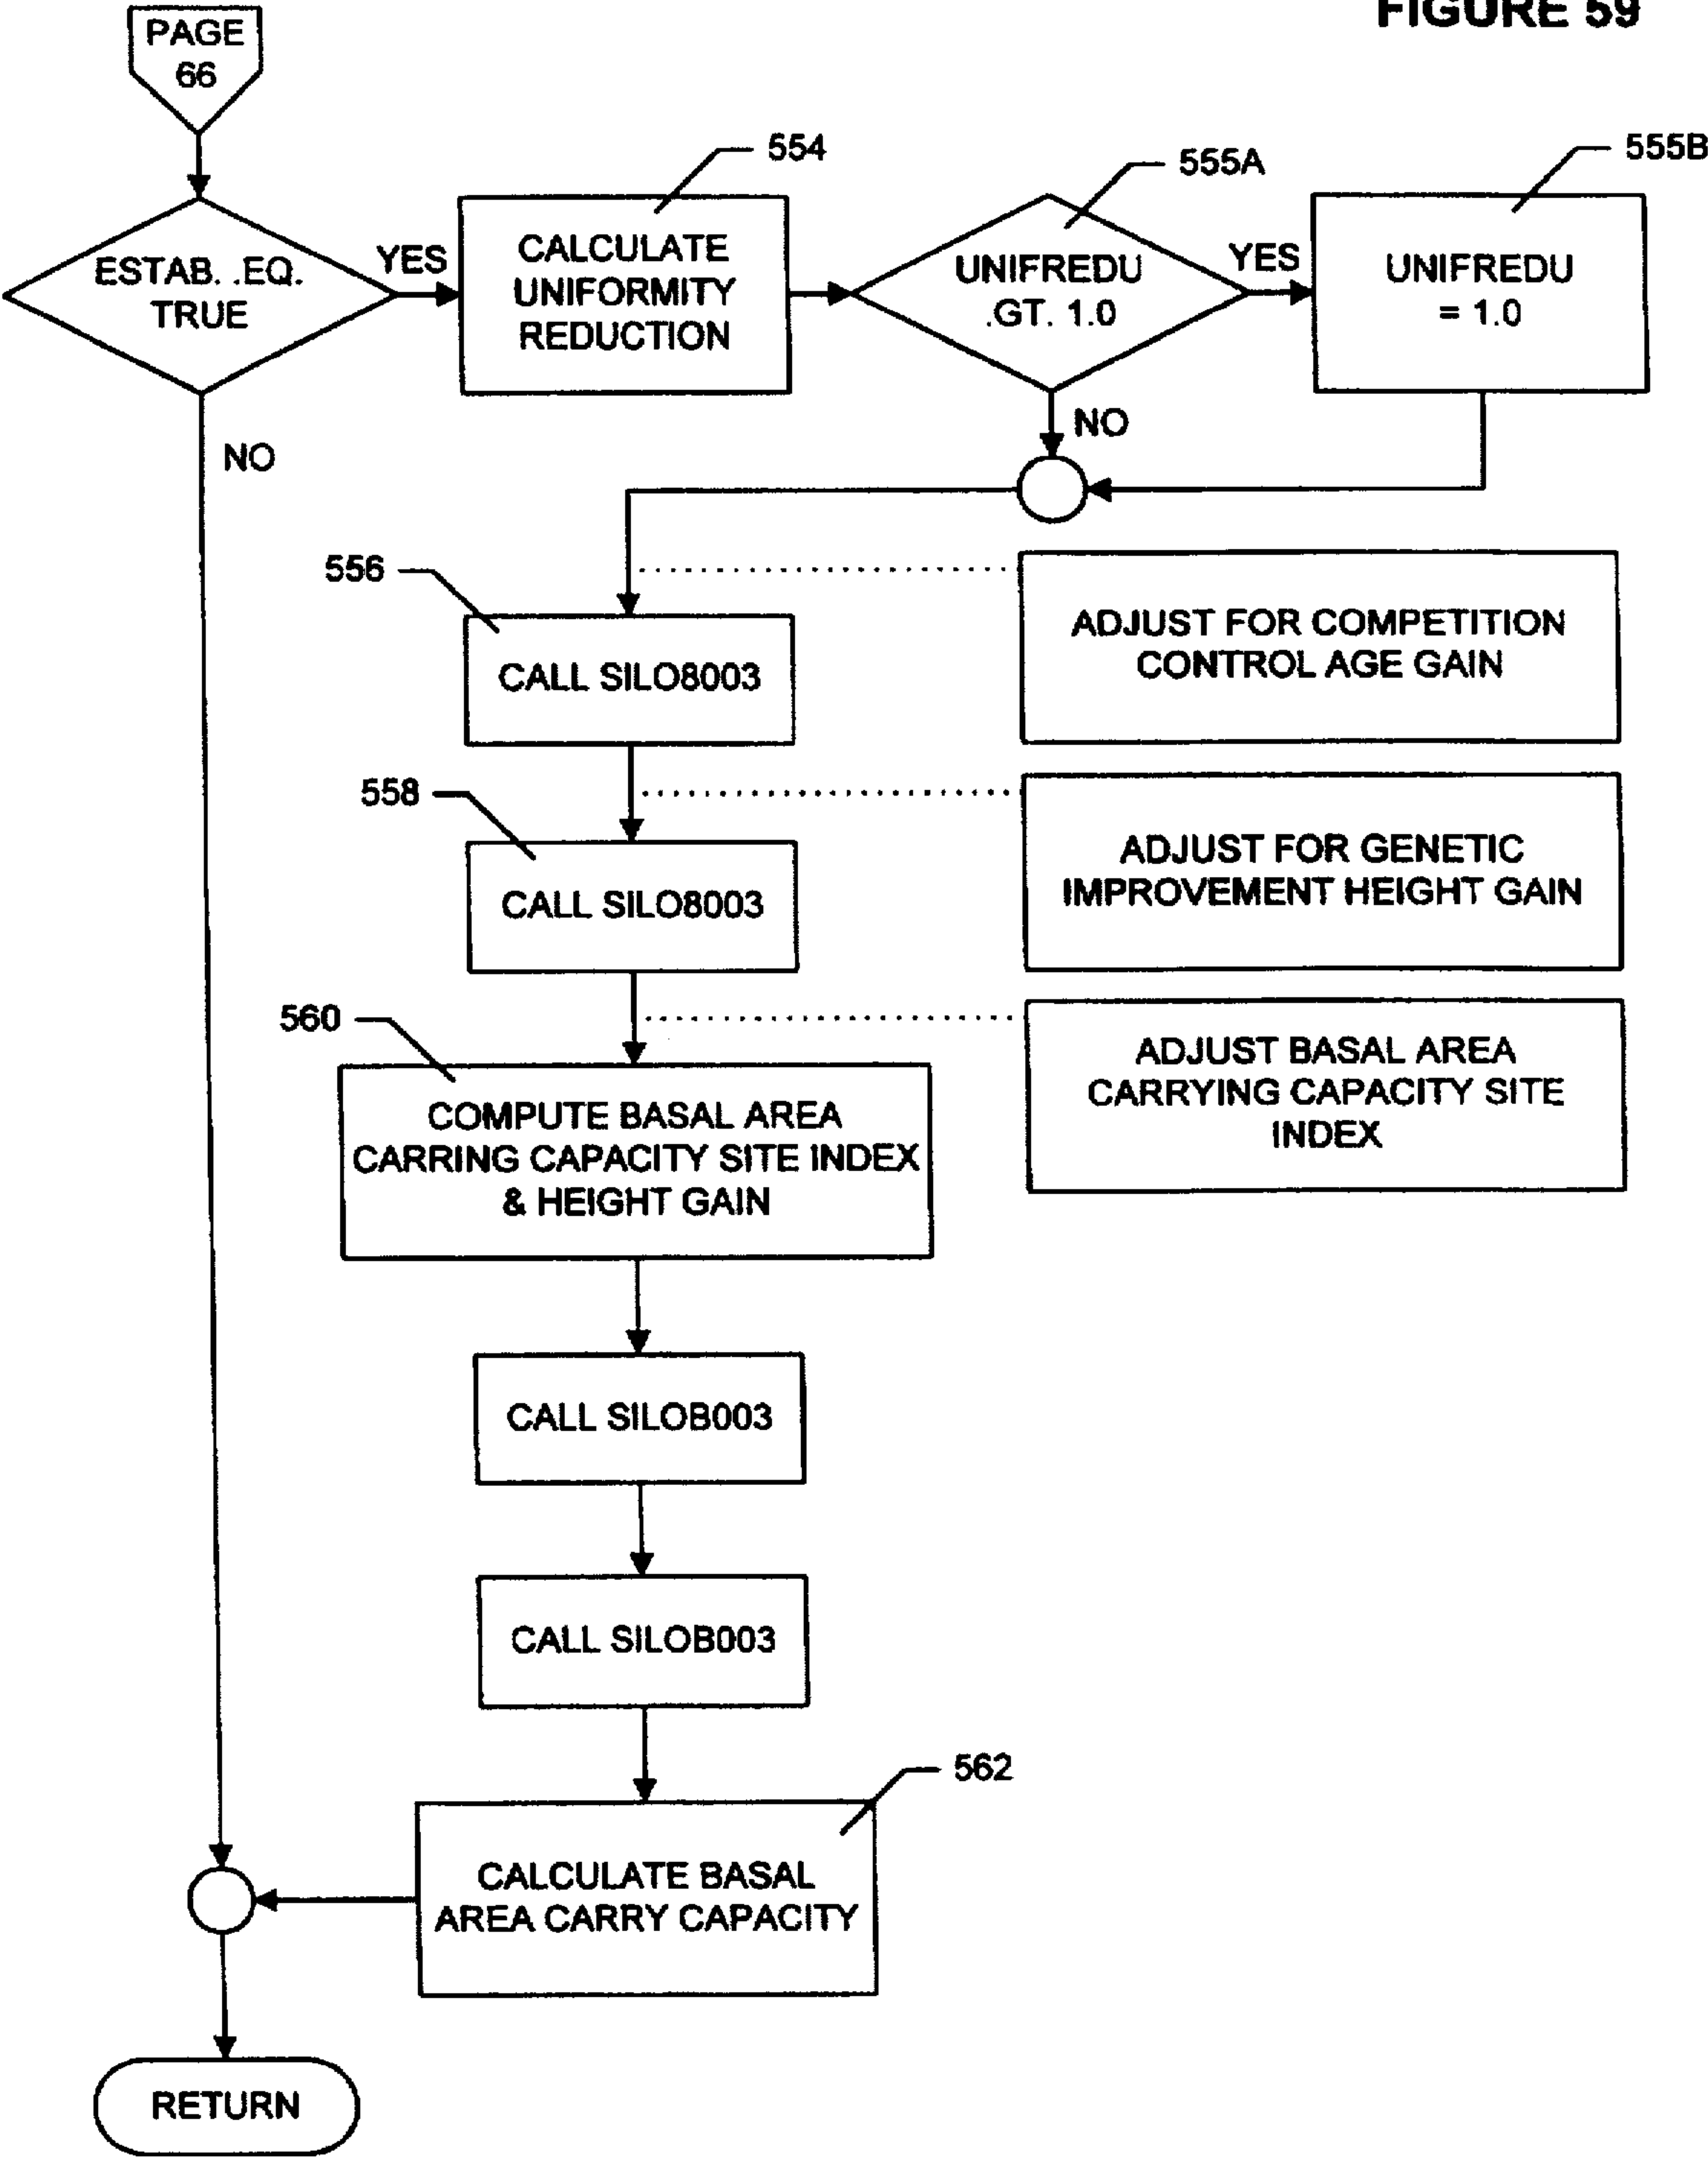 FIGURE 59
PAGE
66
554
555A
555B
ESTAB. .EQ.
TRUE
YES
CALCULATE
UNIFORMITY
REDUCTION
UNIFREDU
.GT. 1.0
YES
UNIFREDU
= 1.0
NO
NO
556
CALL SILO8003
ADJUST FOR COMPETITION
CONTROL AGE GAIN
558
CALL SILO8003
ADJUST FOR GENETIC
IMPROVEMENT HEIGHT GAIN
560
COMPUTE BASAL AREA
CARRING CAPACITY SITE INDEX
& HEIGHT GAIN
ADJUST BASAL AREA
CARRYING CAPACITY SITE
INDEX
CALL SILOB003
CALL SILOB003
562
CALCULATE BASAL
AREA CARRY CAPACITY
RETURN